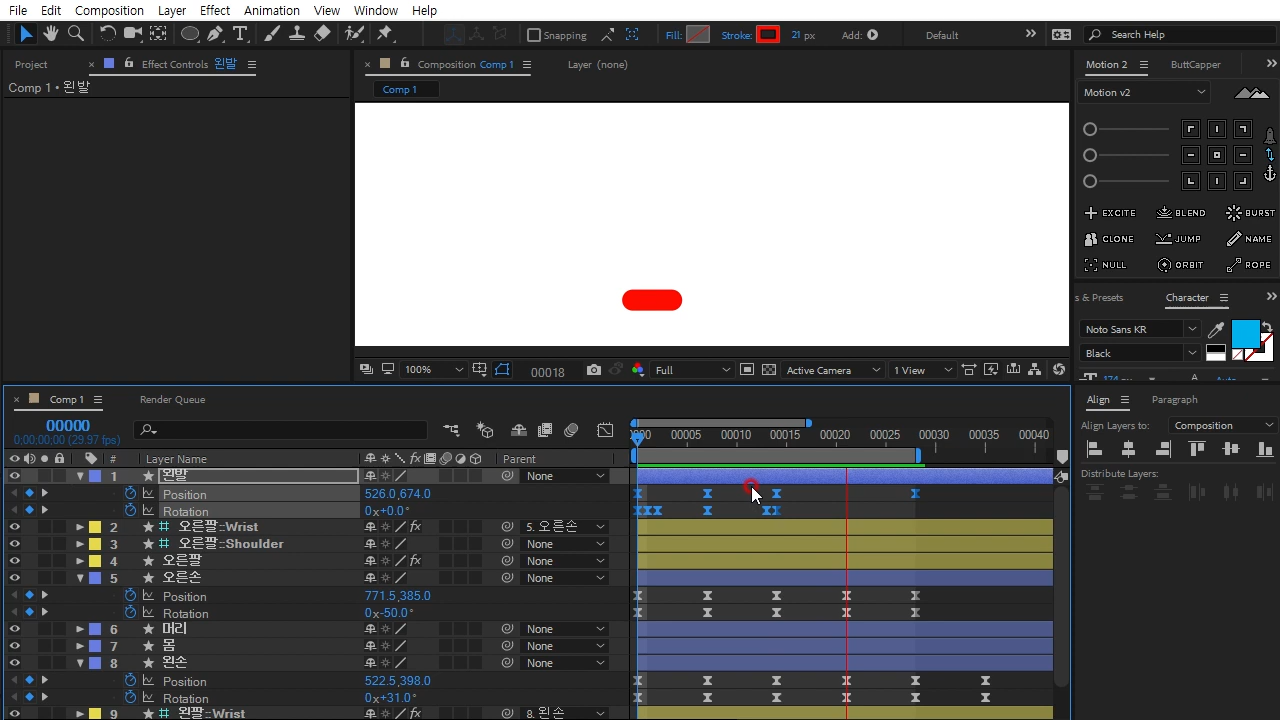 File Edit Composition Layer Effect Animation View Window Help
Snapping Fill: Stroke: 21 px Add: Default Search Help
Project Effect Controls 왼발 Composition Comp 1 Layer (none) Motion 2 ButtCapper
Comp 1 • 왼발 Comp 1 Motion v2
EXCITE BLEND BURST
CLONE JUMP NAME
NULL ORBIT ROPE
s & Presets Character
Noto Sans KR
Black
100% 00018 Full Active Camera 1 View
Comp 1 Render Queue Align Paragraph
00000
0;00;00;00 (29.97 fps)
Align Layers to: Composition
00005 00010 00015 00020 00025 00030 00035 00040
# Layer Name Parent
Distribute Layers:
1 왼발 None
Position 526.0,674.0
Rotation 0x+0.0°
2 오른팔::Wrist 5. 오른손
3 오른팔::Shoulder None
4 오른팔 None
5 오른손 None
Position 771.5,385.0
Rotation 0x-50.0°
6 머리 None
7 몸 None
8 왼손 None
Position 522.5,398.0
Rotation 0x+31.0°
9 왼팔::Wrist 8. 왼손